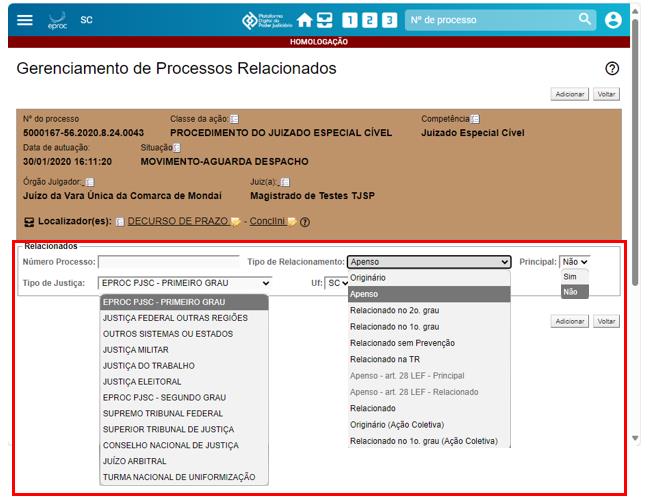 eproc SC Plataforma Digital do Poder Judiciário 1 2 3 Nº de processo
HOMOLOGAÇÃO
Gerenciamento de Processos Relacionados
Adicionar Voltar
Nº do processo Classe da ação: Competência
5000167-56.2020.8.24.0043 PROCEDIMENTO DO JUIZADO ESPECIAL CÍVEL Juizado Especial Cível
Data de autuação: Situação
30/01/2020 16:11:20 MOVIMENTO-AGUARDA DESPACHO
Órgão Julgador: Juiz(a):
Juízo da Vara Única da Comarca de Mondaí Magistrado de Testes TJSP
Localizador(es): DECURSO DE PRAZO - ConclIni
Relacionados
Número Processo: Tipo de Relacionamento: Apenso Principal: Não
Tipo de Justiça: EPROC PJSC - PRIMEIRO GRAU Uf: SC
Originário
Apenso
Relacionado no 2o. grau
Relacionado no 1o. grau
Relacionado sem Prevenção
Relacionado na TR
Apenso - art. 28 LEF - Principal
Apenso - art. 28 LEF - Relacionado
Relacionado
Originário (Ação Coletiva)
Relacionado no 1o. grau (Ação Coletiva)
Sim
Não
EPROC PJSC - PRIMEIRO GRAU
JUSTIÇA FEDERAL OUTRAS REGIÕES
OUTROS SISTEMAS OU ESTADOS
JUSTIÇA MILITAR
JUSTIÇA DO TRABALHO
JUSTIÇA ELEITORAL
EPROC PJSC - SEGUNDO GRAU
SUPREMO TRIBUNAL FEDERAL
SUPERIOR TRIBUNAL DE JUSTIÇA
CONSELHO NACIONAL DE JUSTIÇA
JUÍZO ARBITRAL
TURMA NACIONAL DE UNIFORMIZAÇÃO
Adicionar Voltar